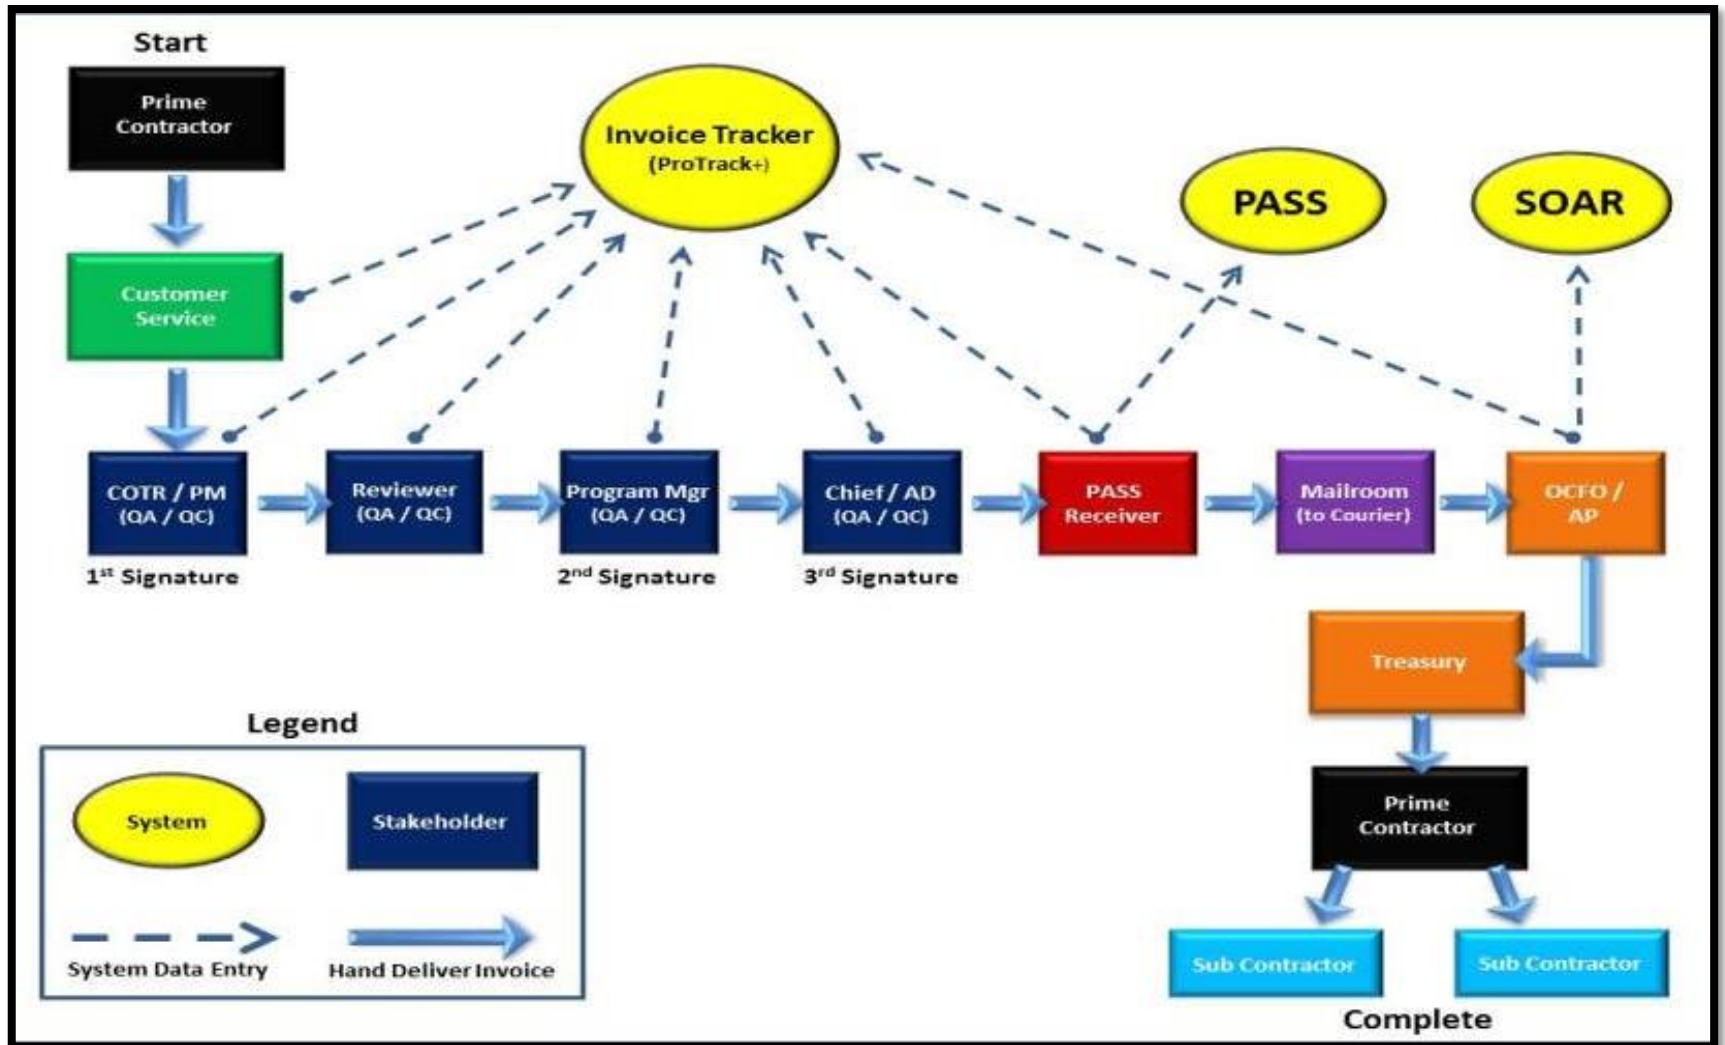 Start
Prime
Contractor
Invoice Tracker
(ProTrack+)
PASS
SOAR
Customer
Service
COTR / PM
(QA / QC)
Reviewer
(QA / QC)
Program Mgr
(QA / QC)
Chief / AD
(QA / QC)
PASS
Receiver
Mailroom
(to Courier)
OCFO /
AP
1st Signature
2nd Signature
3rd Signature
Treasury
Prime
Contractor
Sub Contractor
Sub Contractor
Complete
Legend
System
Stakeholder
System Data Entry
Hand Deliver Invoice